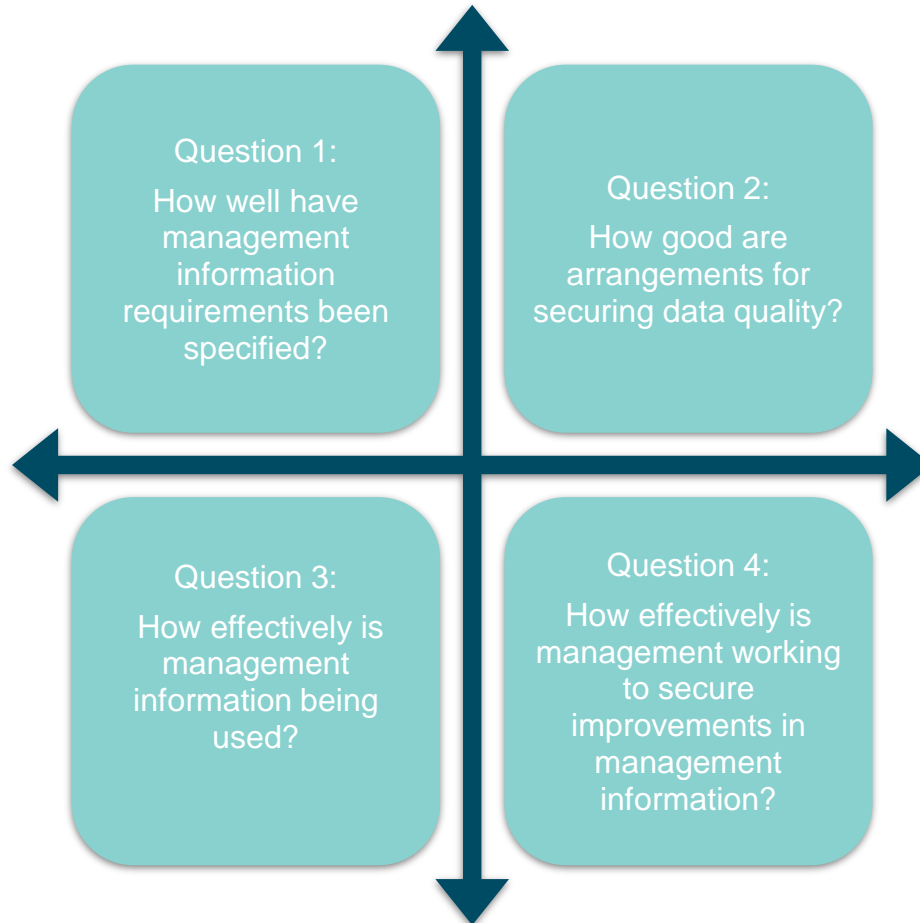 Question 1:
How well have
management
information
requirements been
specified?
Question 2:
How good are
arrangements for
securing data quality?
Question 3:
How effectively is
management
information being
used?
Question 4:
How effectively is
management working
to secure
improvements in
management
information?